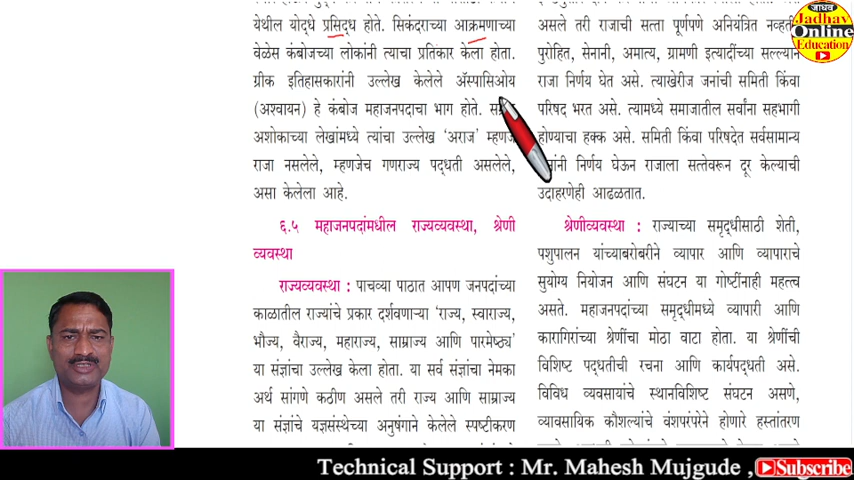 येथील योद्धे प्रसिद्ध होते. सिकंदराच्या आक्रमणाच्या
वेळेस कंबोजच्या लोकांनी त्याचा प्रतिकार केला होता.
ग्रीक इतिहासकारांनी उल्लेख केलेले ॲस्पासिओय
(अश्वायन) हे कंबोज महाजनपदाचा भाग होते.
अशोकाच्या लेखांमध्ये त्यांचा उल्लेख 'अराज' म्हणजे
राजा नसलेले, म्हणजेच गणराज्य पद्धती असलेले,
असा केलेला आहे.
६.५ महाजनपदांमधील राज्यव्यवस्था, श्रेणी
व्यवस्था
राज्यव्यवस्था : पाचव्या पाठात आपण जनपदांच्या
काळातील राज्यांचे प्रकार दर्शवणाऱ्या 'राज्य, स्वाराज्य,
भौज्य, वैराज्य, महाराज्य, साम्राज्य आणि पारमेष्ठ्य'
या संज्ञांचा उल्लेख केला होता. या सर्व संज्ञांचा नेमका
अर्थ सांगणे कठीण असले तरी राज्य आणि साम्राज्य
या संज्ञांचे यज्ञसंस्थेच्या अनुषंगाने केलेले स्पष्टीकरण
असले तरी राजाची सत्ता पूर्णपणे अनियंत्रित नव्हती.
पुरोहित, सेनानी, अमात्य, ग्रामणी इत्यादींच्या सल्ल्याने
राजा निर्णय घेत असे. त्याखेरीज जनांची समिती किंवा
परिषद भरत असे. त्यामध्ये समाजातील सर्वांना सहभागी
होण्याचा हक्क असे. समिती किंवा परिषदेत सर्वसामान्य
निर्णय घेऊन राजाला सत्तेवरून दूर केल्याची
उदाहरणेही आढळतात.
श्रेणीव्यवस्था : राज्याच्या समृद्धीसाठी शेती,
पशुपालन यांच्याबरोबरीने व्यापार आणि व्यापाराचे
सुयोग्य नियोजन आणि संघटन या गोष्टींनाही महत्त्व
असते. महाजनपदांच्या समृद्धीमध्ये व्यापारी आणि
कारागिरांच्या श्रेणींचा मोठा वाटा होता. या श्रेणींची
विशिष्ट पद्धतीची रचना आणि कार्यपद्धती असे.
विविध व्यवसायांचे स्थानविशिष्ट संघटन असणे,
व्यावसायिक कौशल्यांचे वंशपरंपरेने होणारे हस्तांतरण
जाधव
Jadhav
Online
Education
Technical Support : Mr. Mahesh Mujgude ,
Subscribe